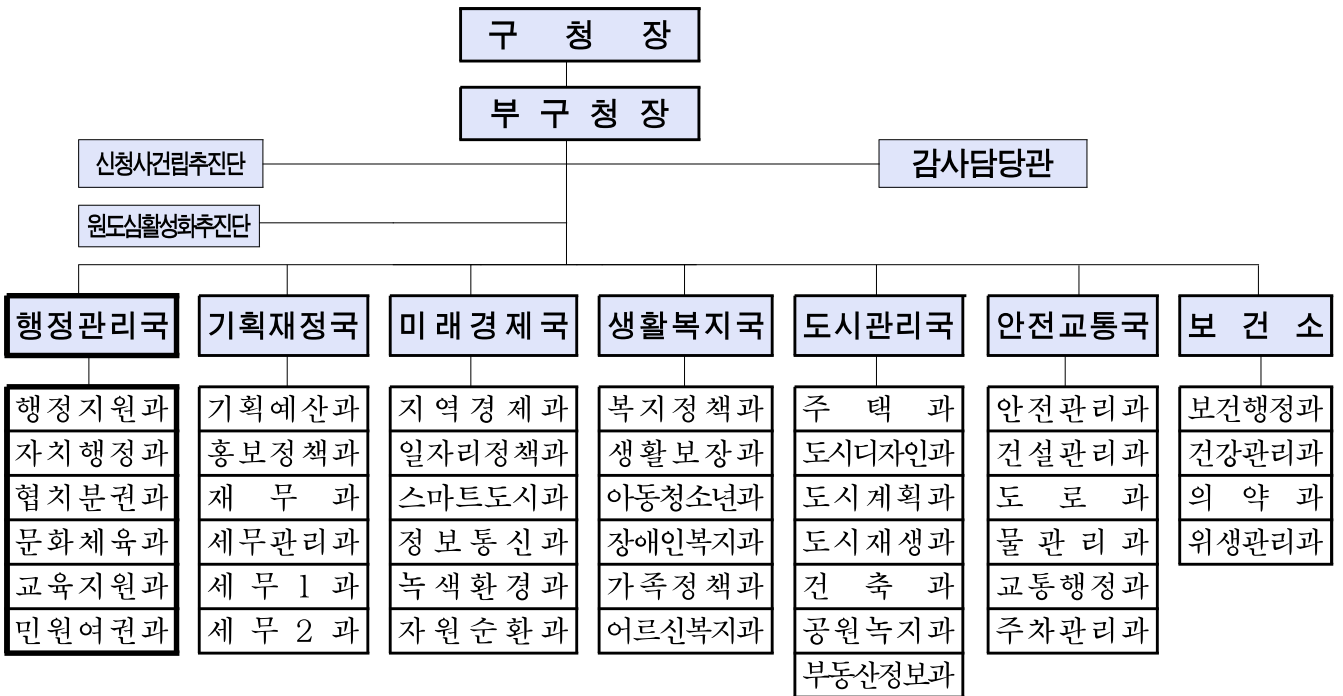 구 청 장
부 구 청 장
신청사건립추진단
감사담당관
원도심활성화추진단
행정관리국
기획재정국
미래경제국
생활복지국
도시관리국
안전교통국
보 건 소
행정지원과
자치행정과
협치분권과
문화체육과
교육지원과
민원여권과
기획예산과
홍보정책과
재 무 과
세무관리과
세 무 1 과
세 무 2 과
지역경제과
일자리정책과
스마트도시과
정보통신과
녹색환경과
자원순환과
복지정책과
생활보장과
아동청소년과
장애인복지과
가족정책과
어르신복지과
주 택 과
도시디자인과
도시계획과
도시재생과
건 축 과
공원녹지과
부동산정보과
안전관리과
건설관리과
도 로 과
물 관 리 과
교통행정과
주차관리과
보건행정과
건강관리과
의 약 과
위생관리과